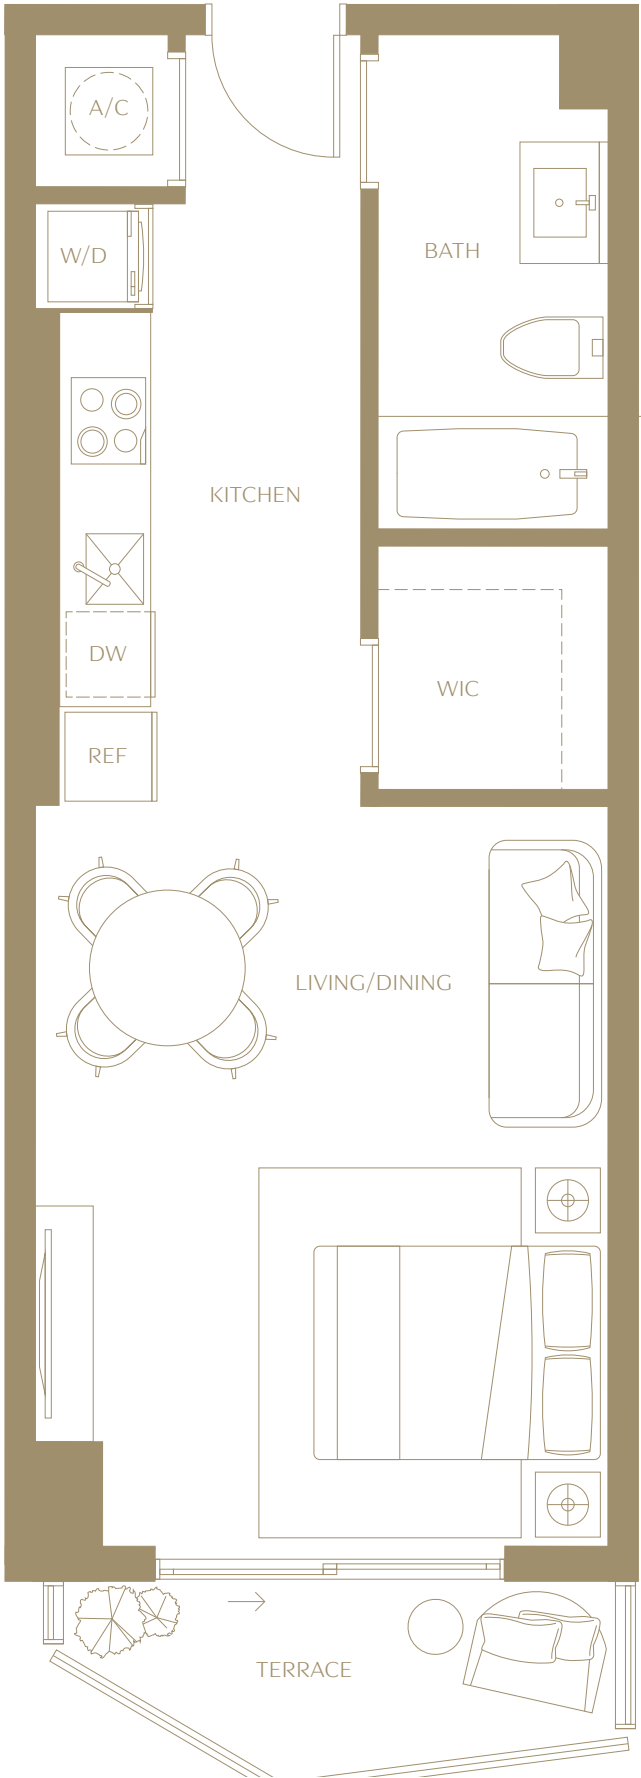 A/C
W/D
BATH
KITCHEN
DW
WIC
REF
LIVING/DINING
TERRACE